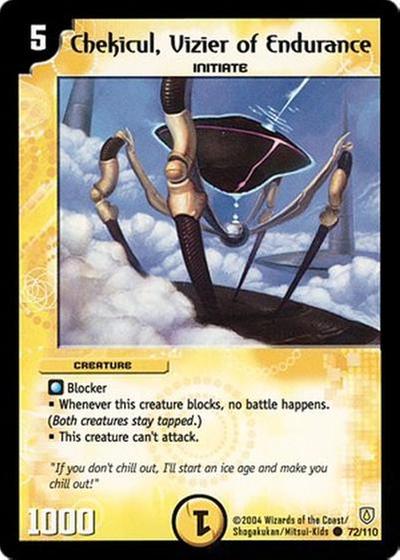 5
Chekicul, Vizier of Endurance
INITIATE
CREATURE
Blocker
▪ Whenever this creature blocks, no battle happens.
(Both creatures stay tapped.)
▪ This creature can't attack.
"If you don't chill out, I'll start an ice age and make you
chill out!"
1000
1
©2004 Wizards of the Coast/
Shogakukan/Mitsui-Kids ● 72/110